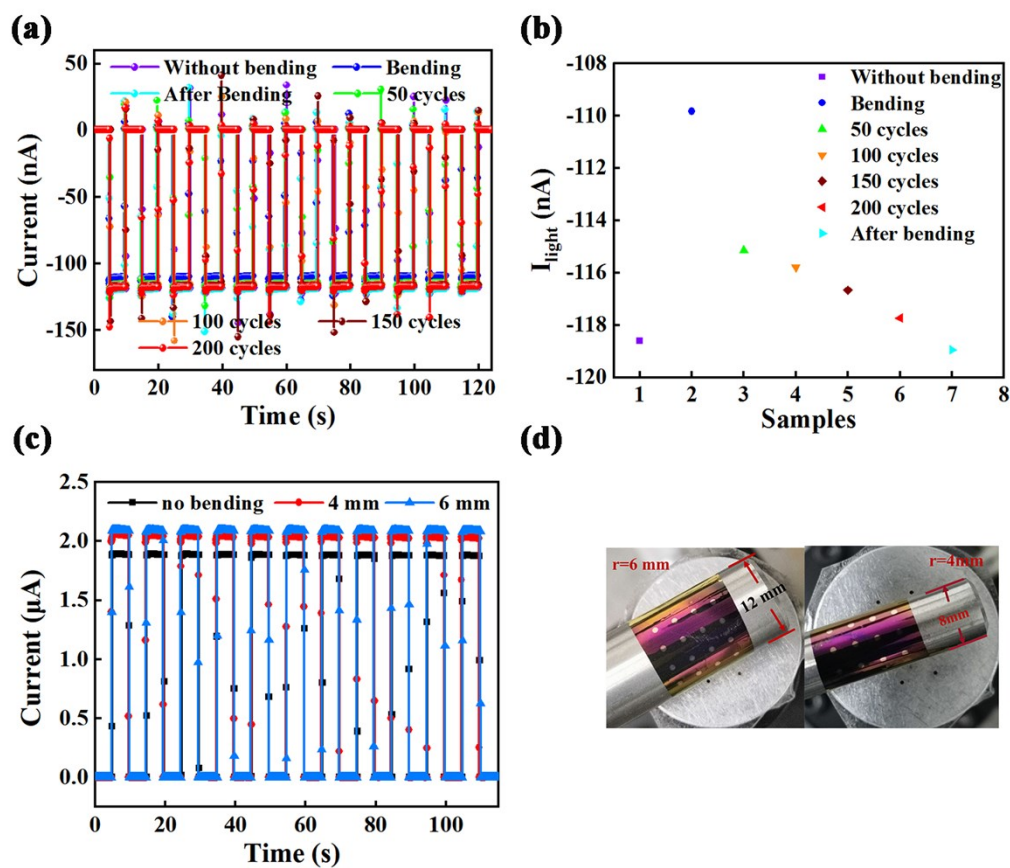 (a)
50
0
-50
-100
-150
Current (nA)
Without bending
Bending
After Bending
50 cycles
100 cycles
150 cycles
200 cycles
0 20 40 60 80 100 120
Time (s)
(b)
-108
-110
-112
-114
-116
-118
-120
I_light (nA)
Without bending
Bending
50 cycles
100 cycles
150 cycles
200 cycles
After bending
1 2 3 4 5 6 7 8
Samples
(c)
2.5
2.0
1.5
1.0
0.5
0.0
Current (μA)
no bending 4 mm 6 mm
0 20 40 60 80 100
Time (s)
(d)
r=6 mm
12 mm
r=4mm
8mm